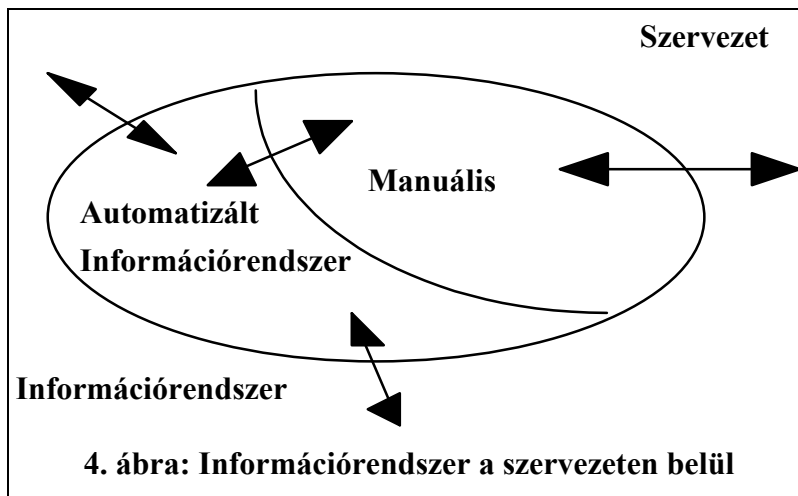 Szervezet
Manuális
Automatizált
Információrendszer
Információrendszer
4. ábra: Információrendszer a szervezeten belül